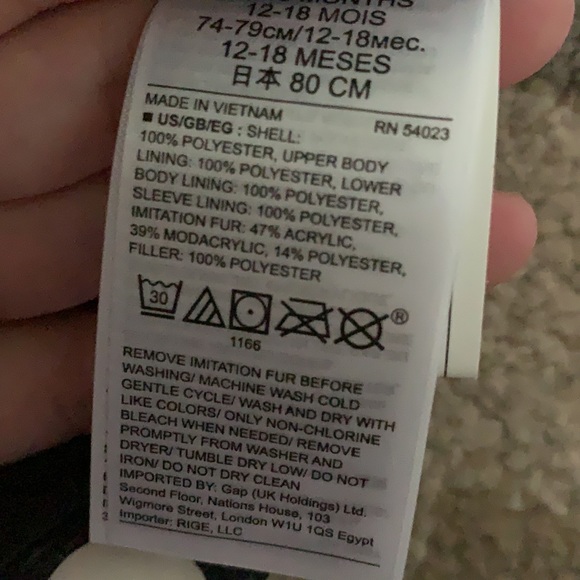 MONTHS
12-18 MOIS
74-79см/12-18мес.
12-18 MESES
日本 80 CM
MADE IN VIETNAM
RN 54023
■ US/GB/EG : SHELL:
100% POLYESTER, UPPER BODY
LINING: 100% POLYESTER, LOWER
BODY LINING: 100% POLYESTER,
SLEEVE LINING: 100% POLYESTER,
IMITATION FUR: 47% ACRYLIC,
39% MODACRYLIC, 14% POLYESTER,
FILLER: 100% POLYESTER
30
®
1166
REMOVE IMITATION FUR BEFORE
WASHING/ MACHINE WASH COLD
GENTLE CYCLE/ WASH AND DRY WITH
LIKE COLORS/ ONLY NON-CHLORINE
BLEACH WHEN NEEDED/ REMOVE
PROMPTLY FROM WASHER AND
DRYER/ TUMBLE DRY LOW/ DO NOT
IRON/ DO NOT DRY CLEAN
IMPORTED BY: Gap (UK Holdings) Ltd.
Second Floor, Nations House, 103
Wigmore Street, London W1U 1QS Egypt
Importer: RIGE, LLC